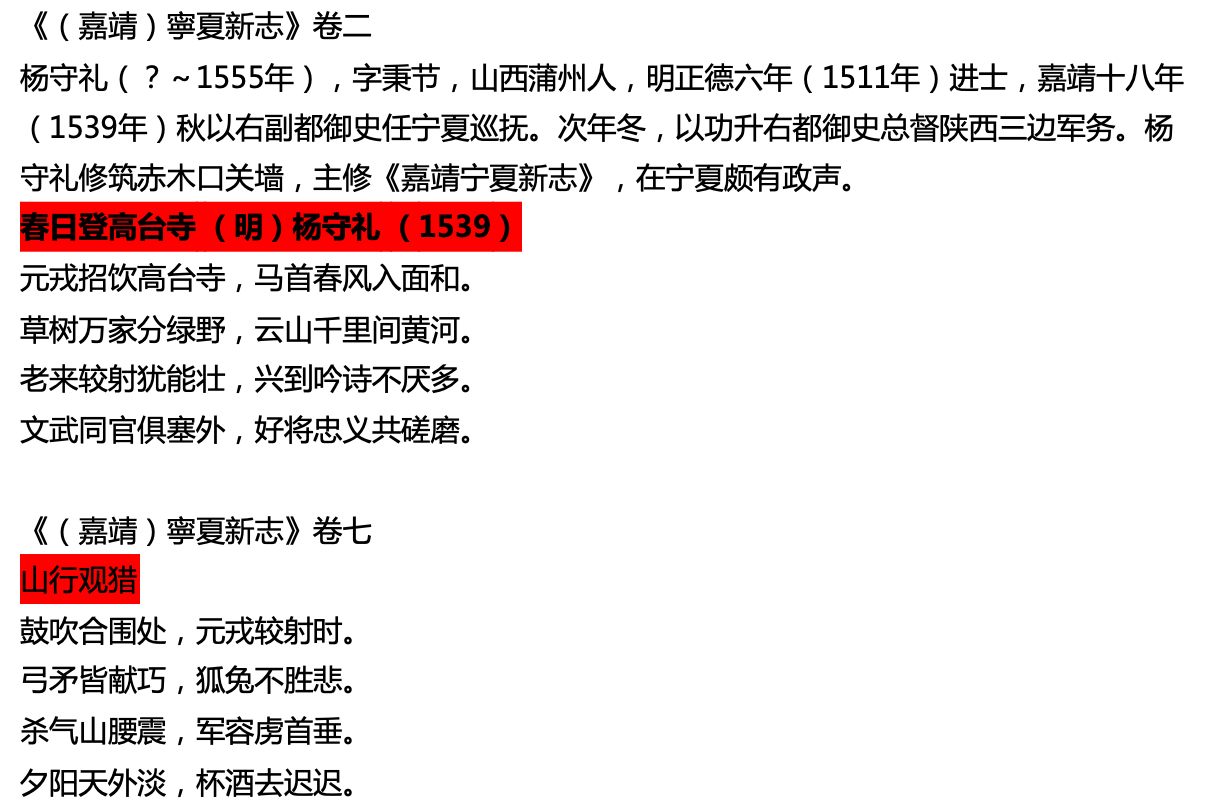 《（嘉靖）寧夏新志》卷二
杨守礼（？～1555年），字秉节，山西蒲州人，明正德六年（1511年）进士，嘉靖十八年
（1539年）秋以右副都御史任宁夏巡抚。次年冬，以功升右都御史总督陕西三边军务。杨
守礼修筑赤木口关墙，主修《嘉靖宁夏新志》，在宁夏颇有政声。
春日登高台寺（明）杨守礼（1539）
元戎招饮高台寺，马首春风入面和。
草树万家分绿野，云山千里间黄河。
老来较射犹能壮，兴到吟诗不厌多。
文武同官俱塞外，好将忠义共磋磨。
《（嘉靖）寧夏新志》卷七
山行观猎
鼓吹合围处，元戎较射时。
弓矛皆献巧，狐兔不胜悲。
杀气山腰震，军容虏首垂。
夕阳天外淡，杯酒去迟迟。